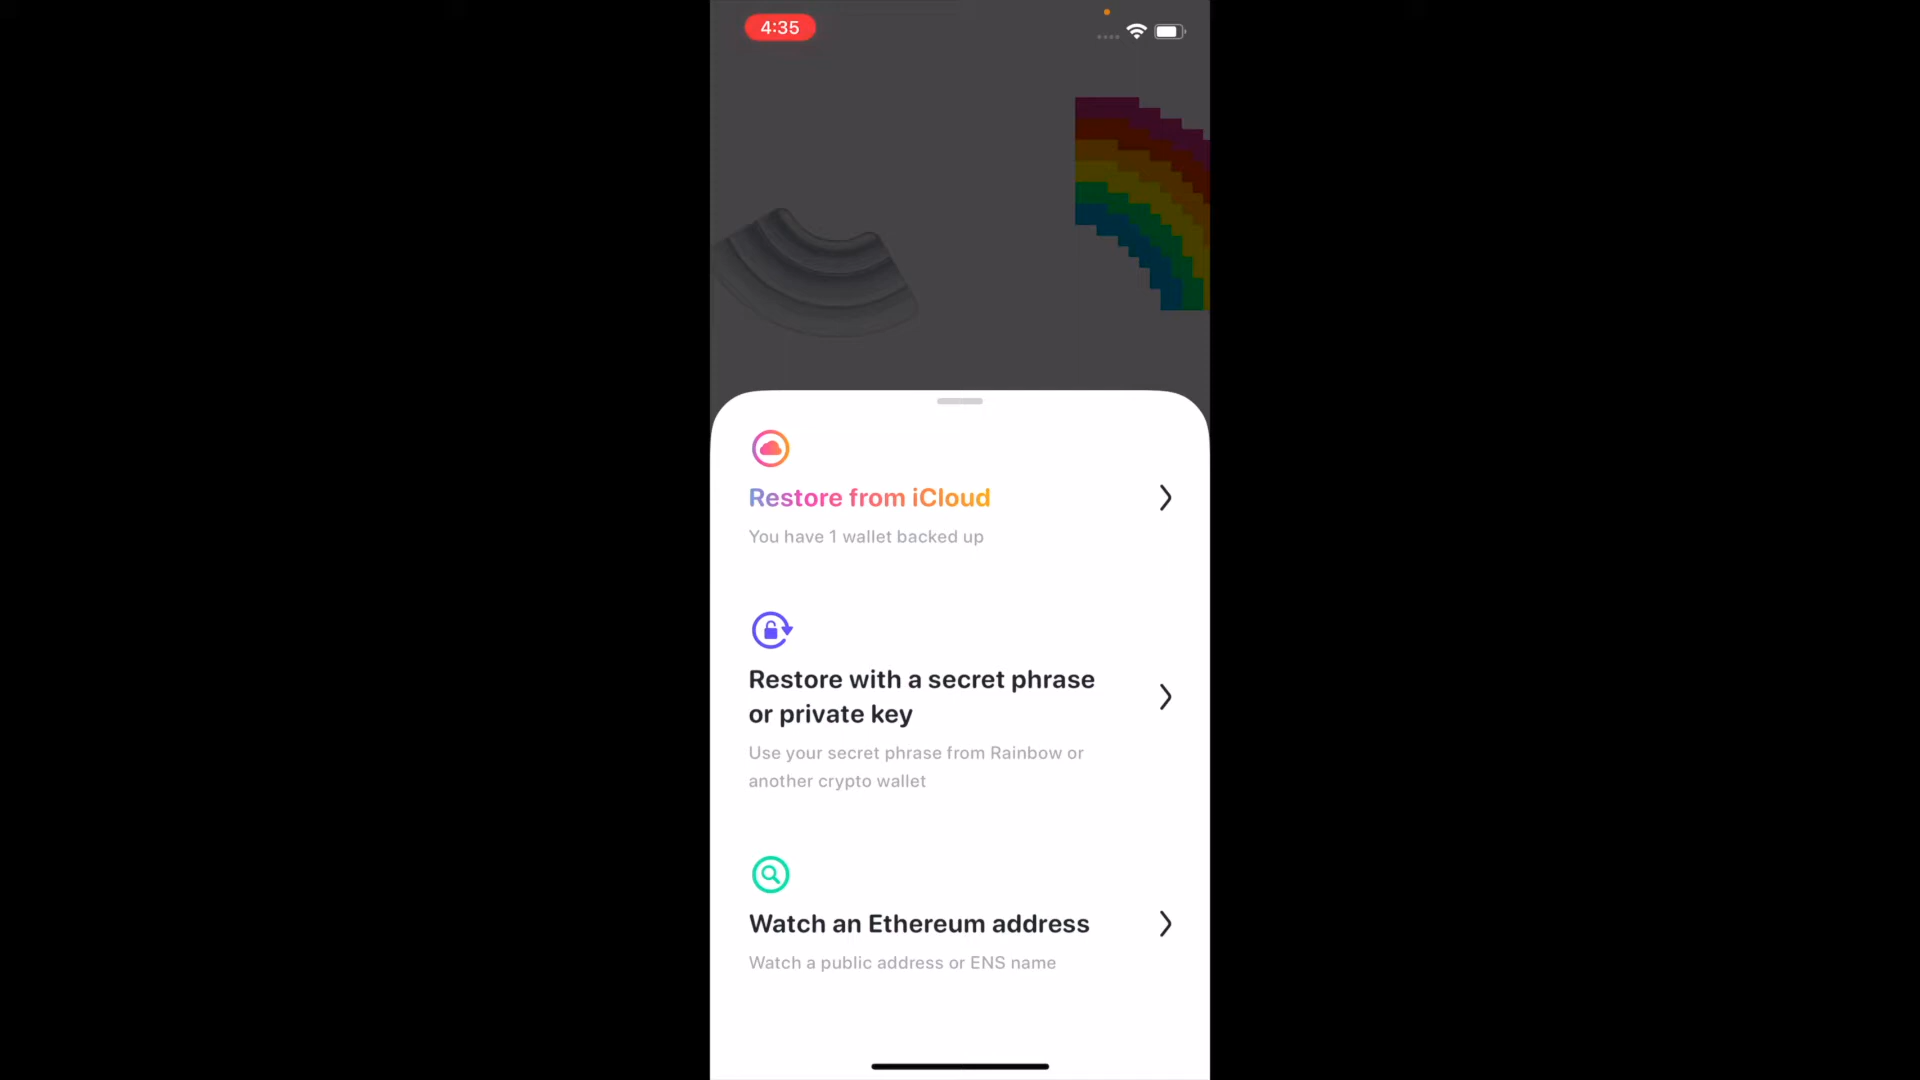 4:35
Restore from iCloud
You have 1 wallet backed up
Restore with a secret phrase
or private key
Use your secret phrase from Rainbow or
another crypto wallet
Watch an Ethereum address
Watch a public address or ENS name